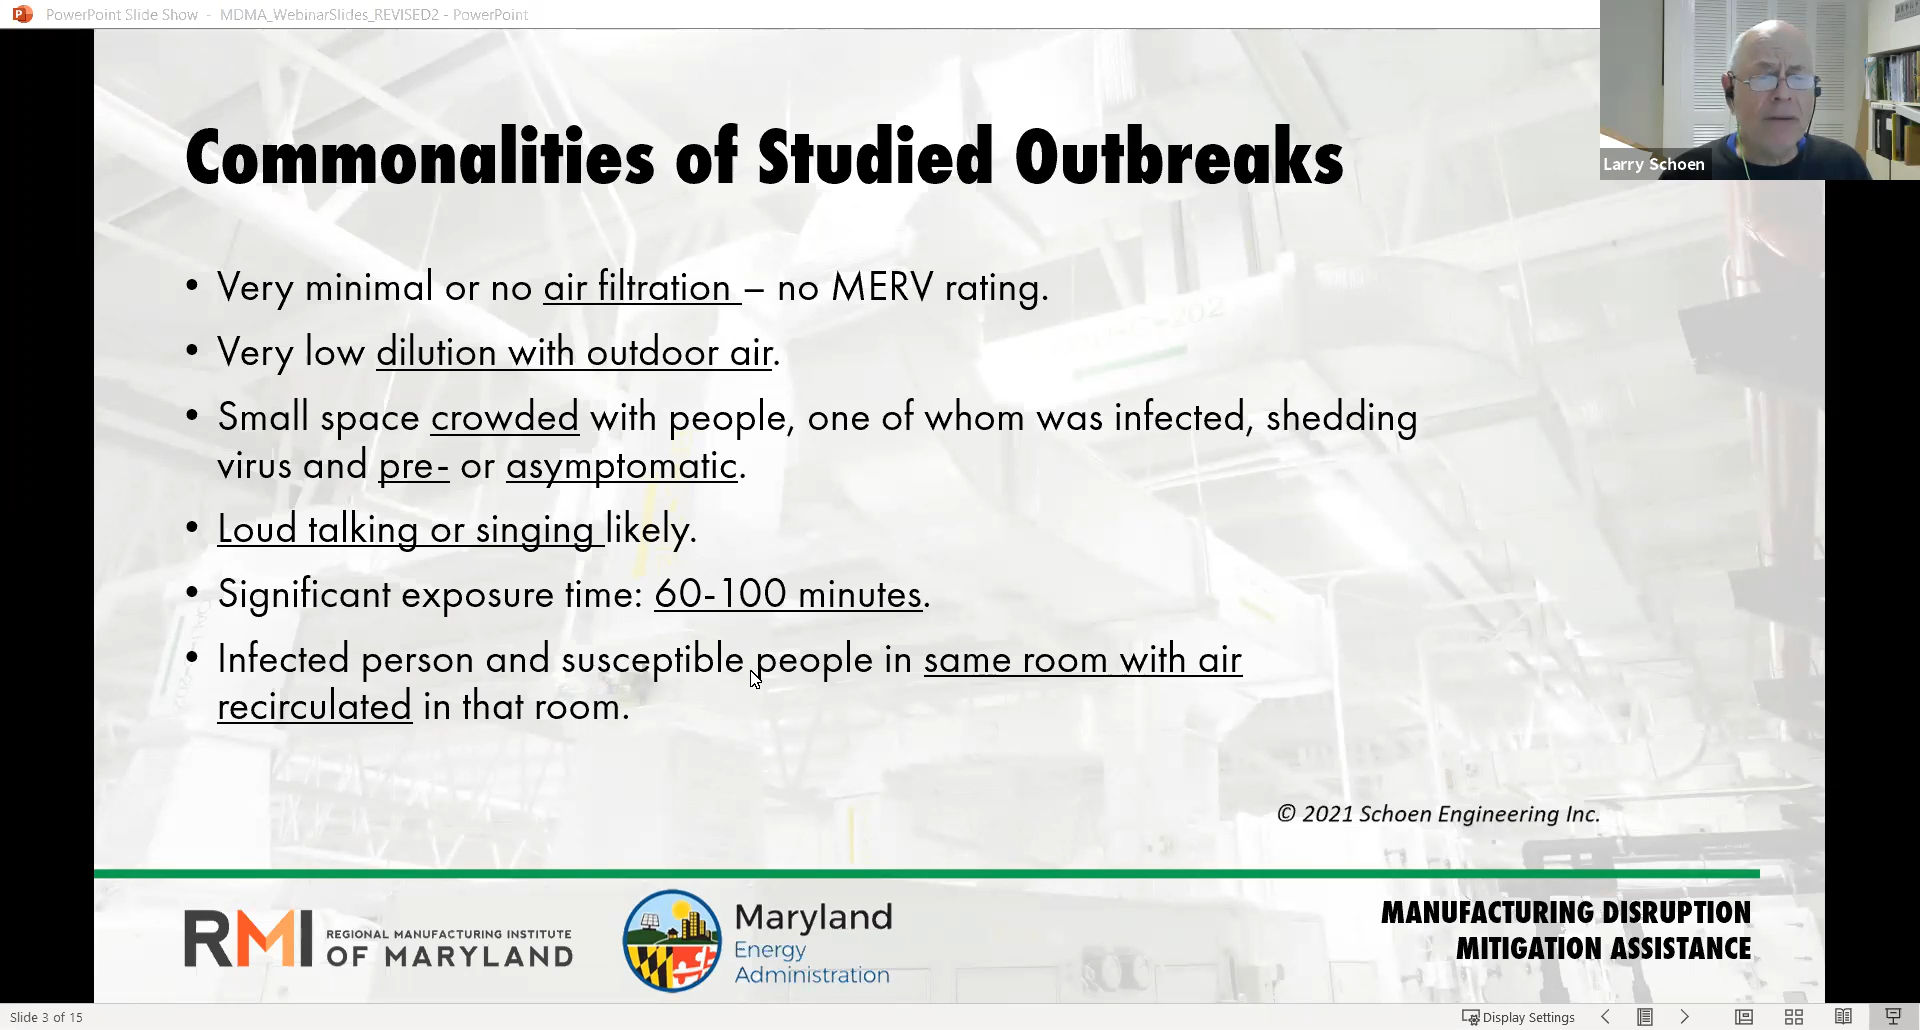 PowerPoint Slide Show - MDMA_WebinarSlides_REVISED2 - PowerPoint
Larry Schoen
Commonalities of Studied Outbreaks
• Very minimal or no air filtration – no MERV rating.
• Very low dilution with outdoor air.
• Small space crowded with people, one of whom was infected, shedding
virus and pre- or asymptomatic.
• Loud talking or singing likely.
• Significant exposure time: 60-100 minutes.
• Infected person and susceptible people in same room with air
recirculated in that room.
© 2021 Schoen Engineering Inc.
RMI REGIONAL MANUFACTURING INSTITUTE
OF MARYLAND
Maryland
Energy
Administration
MANUFACTURING DISRUPTION
MITIGATION ASSISTANCE
Slide 3 of 15
Display Settings